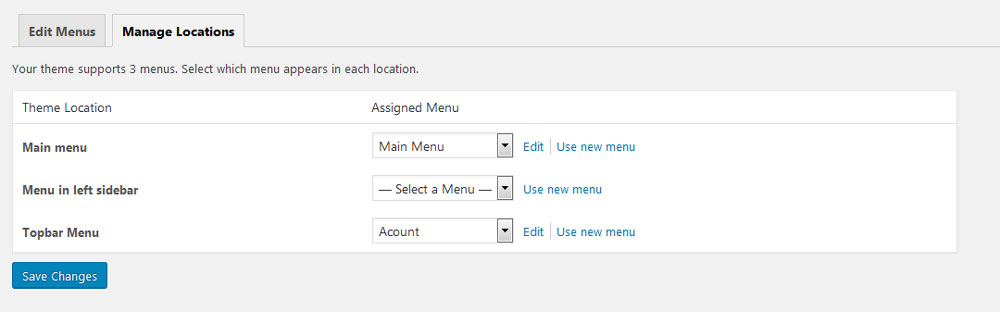 Edit Menus Manage Locations
Your theme supports 3 menus. Select which menu appears in each location.
Theme Location Assigned Menu
Main menu Main Menu Edit Use new menu
Menu in left sidebar — Select a Menu — Use new menu
Topbar Menu Acount Edit Use new menu
Save Changes